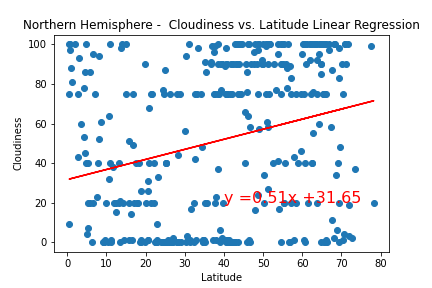 Northern Hemisphere -  Cloudiness vs. Latitude Linear Regression
100
80
60
40
20
0
Cloudiness
y =0.51x +31.65
0 10 20 30 40 50 60 70 80
Latitude